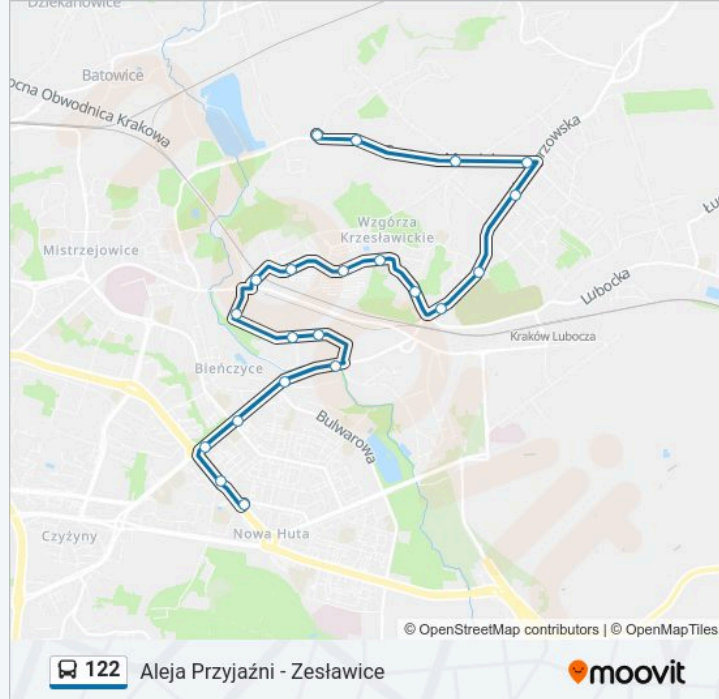 Dziekanowice
Batowice
ocna Obwodnica Krakowa
rzowska
Wzgórza
Krzesławickie
Mistrzejowice
Lubocka
Kraków Lubocza
Bieńczyce
Bulwarowa
Czyżyny
Nowa Huta
© OpenStreetMap contributors | © OpenMapTiles
122 Aleja Przyjaźni - Zesławice
moovit